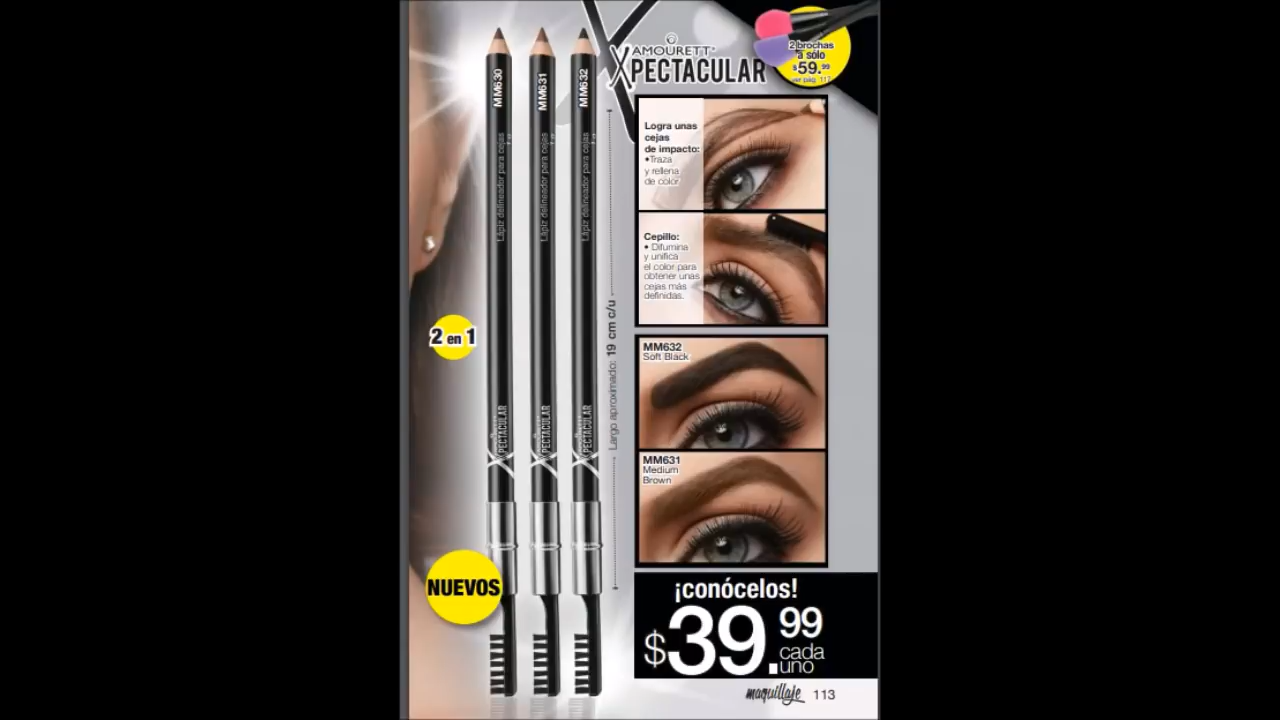 AMOURETT
XPECTACULAR
2 brochas
a sólo
$59.99
ver pág. 117
MM630
MM631
MM632
Lápiz delineador para cejas
Lápiz delineador para cejas
Lápiz delineador para cejas
XPECTACULAR
XPECTACULAR
XPECTACULAR
Largo aproximado: 19 cm c/u
2 en 1
NUEVOS
Logra unas
cejas
de impacto:
•Traza
y rellena
de color
Cepillo:
• Difumina
y unifica
el color para
obtener unas
cejas más
definidas.
MM632
Soft Black
MM631
Medium
Brown
¡conócelos!
$39.99
cada
uno
maquillaje 113